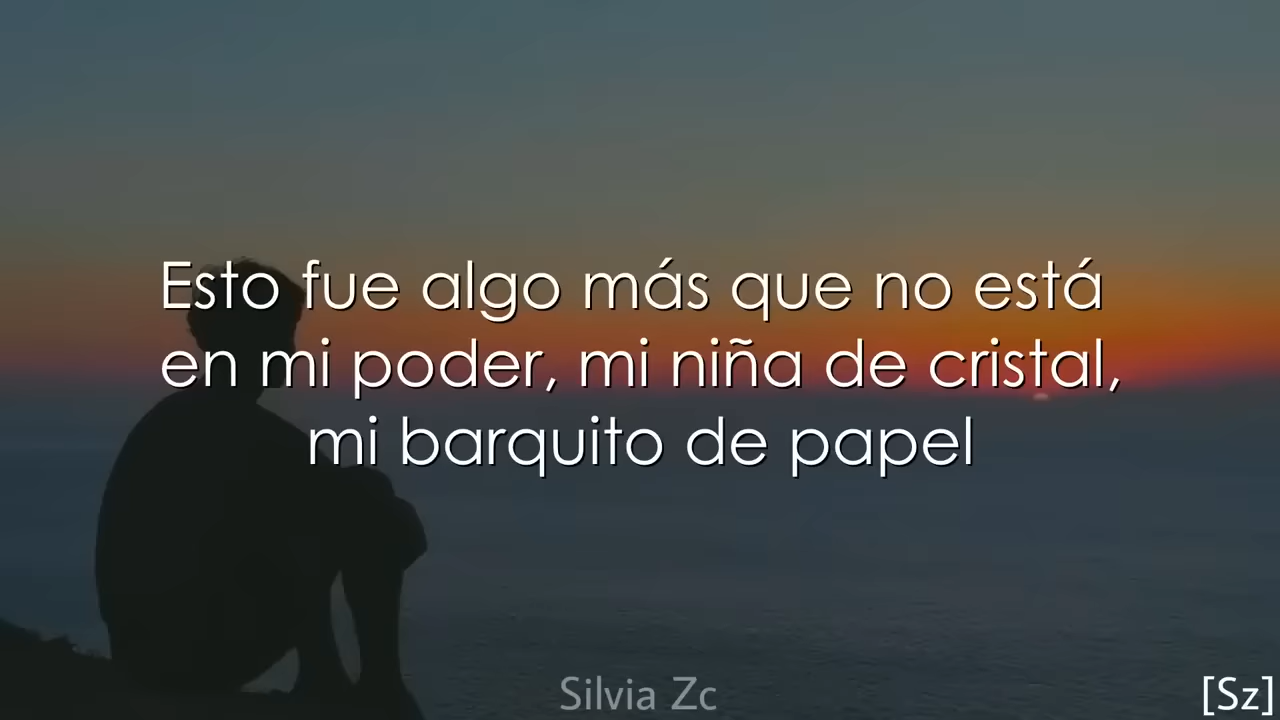 Esto fue algo más que no está
en mi poder, mi niña de cristal,
mi barquito de papel
Silvia Zc
[Sz]